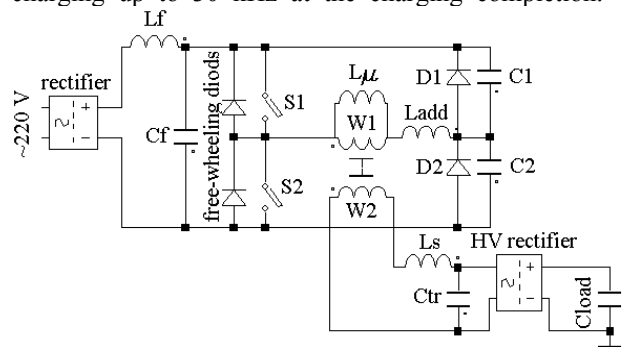 charging up to 50 kHz at the charging completion.
Lf
rectifier
~220 V
+
~
−
Cf
free-wheeling diods
S1
S2
Lμ
W1
Ladd
D1
C1
D2
C2
W2
HV rectifier
Ls
Ctr
+
~
−
Cload